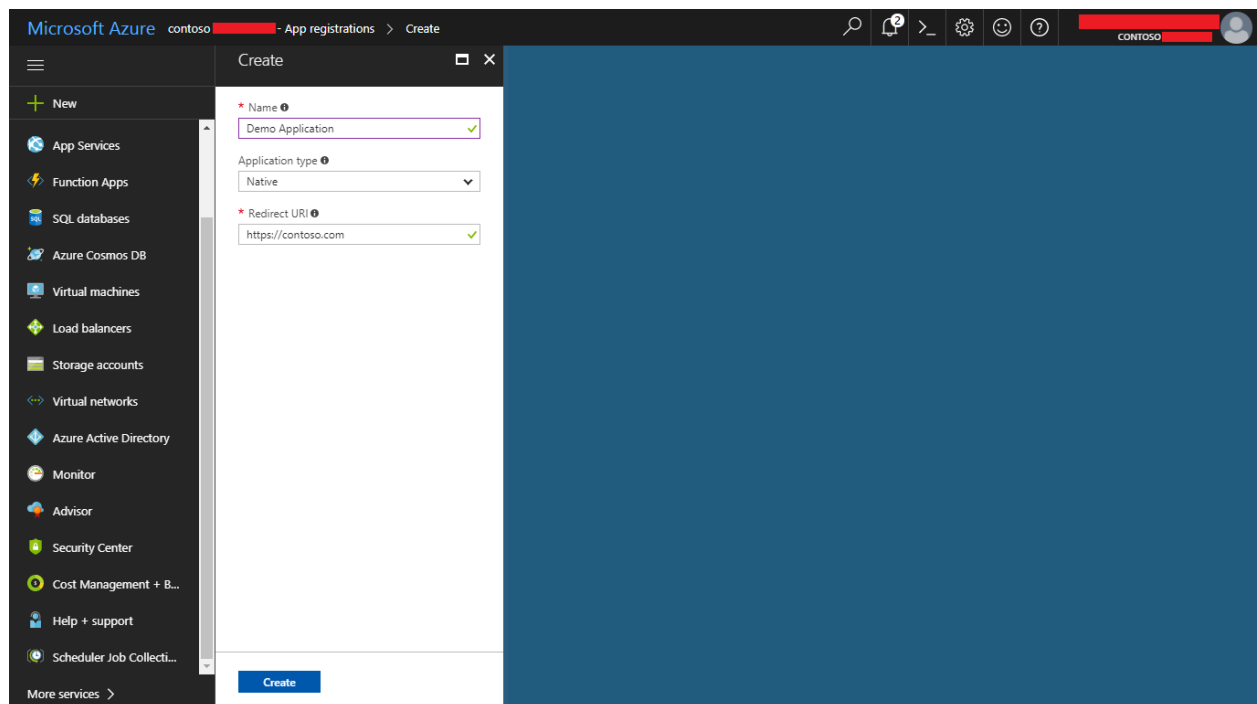 Microsoft Azure contoso - App registrations > Create
2
>_
CONTOSO
Create
New
* Name
Demo Application
Application type
Native
* Redirect URI
https://contoso.com
App Services
Function Apps
SQL databases
Azure Cosmos DB
Virtual machines
Load balancers
Storage accounts
Virtual networks
Azure Active Directory
Monitor
Advisor
Security Center
Cost Management + B...
Help + support
Scheduler Job Collecti...
More services >
Create